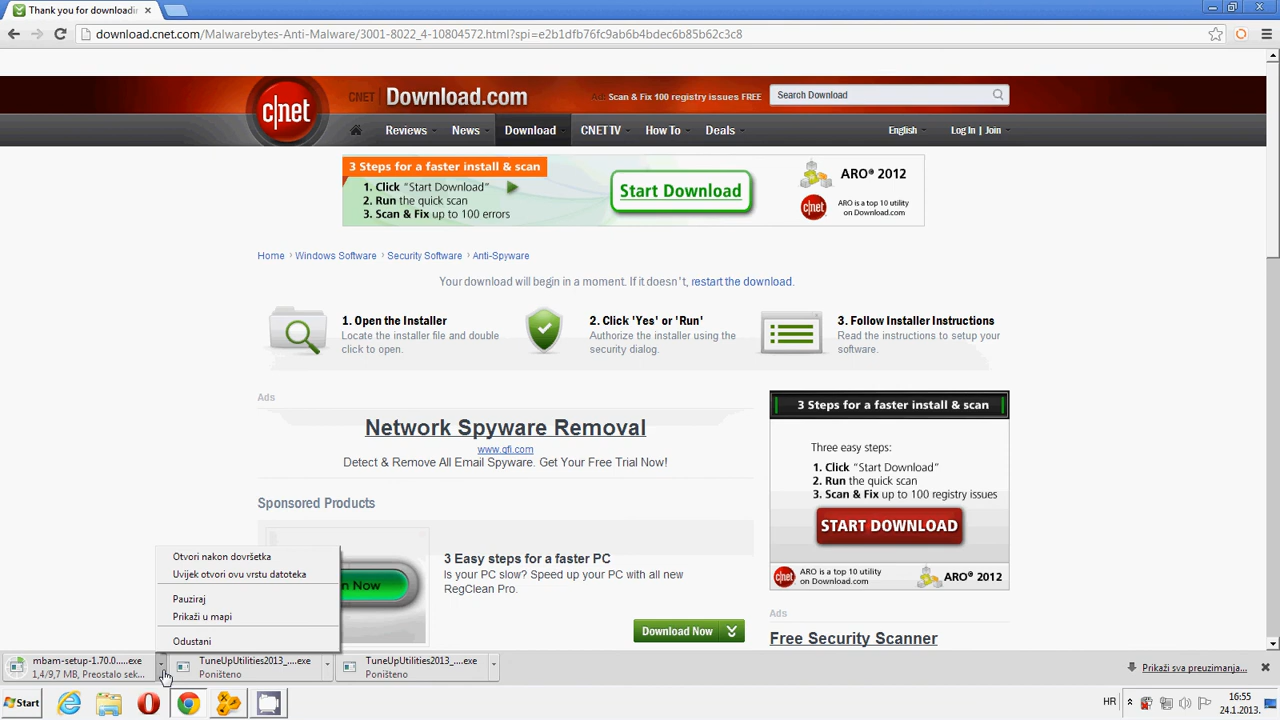 Thank you for downloadin
download.cnet.com/Malwarebytes-Anti-Malware/3001-8022_4-10804572.html?spi=e2b1dfb76fc9ab6b4bdec6b85b62c3c8
c|net
CNET Download.com
Ad: Scan & Fix 100 registry issues FREE
Search Download
Reviews
News
Download
CNET TV
How To
Deals
English
Log In | Join
3 Steps for a faster install & scan
1. Click "Start Download"
2. Run the quick scan
3. Scan & Fix up to 100 errors
Start Download
ARO® 2012
c|net
ARO is a top 10 utility
on Download.com
Home › Windows Software › Security Software › Anti-Spyware
Your download will begin in a moment. If it doesn't, restart the download.
1. Open the Installer
Locate the installer file and double
click to open.
2. Click 'Yes' or 'Run'
Authorize the installer using the
security dialog.
3. Follow Installer Instructions
Read the instructions to setup your
software.
Ads
Network Spyware Removal
www.gfi.com
Detect & Remove All Email Spyware. Get Your Free Trial Now!
Sponsored Products
n Now
3 Easy steps for a faster PC
Is your PC slow? Speed up your PC with all new
RegClean Pro.
Download Now
3 Steps for a faster install & scan
Three easy steps:
1. Click "Start Download"
2. Run the quick scan
3. Scan & Fix up to 100 registry issues
START DOWNLOAD
c|net
ARO is a top 10 utility
on Download.com
ARO® 2012
Ads
Free Security Scanner
Otvori nakon dovršetka
Uvijek otvori ovu vrstu datoteka
Pauziraj
Prikaži u mapi
Odustani
mbam-setup-1.70.0....exe
1,4/9,7 MB, Preostalo sek...
TuneUpUtilities2013_....exe
Poništeno
TuneUpUtilities2013_....exe
Poništeno
Prikaži sva preuzimanja...
Start
HR
16:55
24.1.2013.